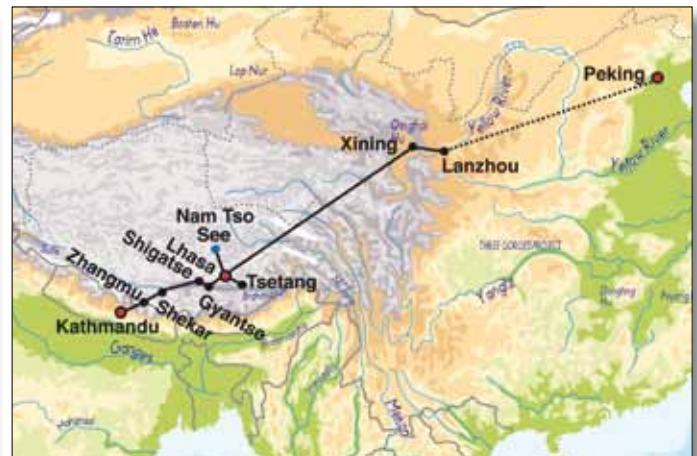 Bosten Hu
Tarim He
Lop Nur
Peking
Yellow River
Qinghai
Xining
Lanzhou
Yellow River
Nam Tso
See
Lhasa
Shigatse
Tsetang
Zhangmu
Gyantse
Shekar
Kathmandu
THREE GORGES PROJECT
Ganges